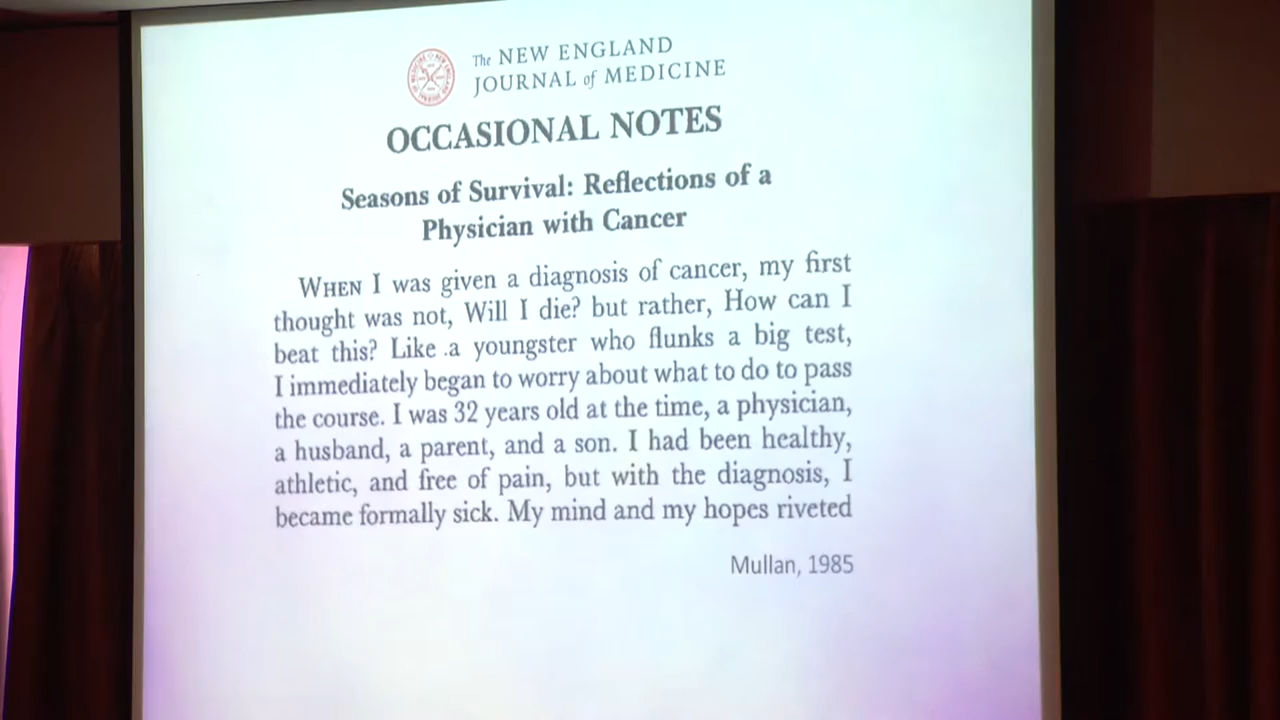 The NEW ENGLAND
JOURNAL of MEDICINE
OCCASIONAL NOTES
Seasons of Survival: Reflections of a
Physician with Cancer
WHEN I was given a diagnosis of cancer, my first
thought was not, Will I die? but rather, How can I
beat this? Like a youngster who flunks a big test,
I immediately began to worry about what to do to pass
the course. I was 32 years old at the time, a physician,
a husband, a parent, and a son. I had been healthy,
athletic, and free of pain, but with the diagnosis, I
became formally sick. My mind and my hopes riveted
Mullan, 1985